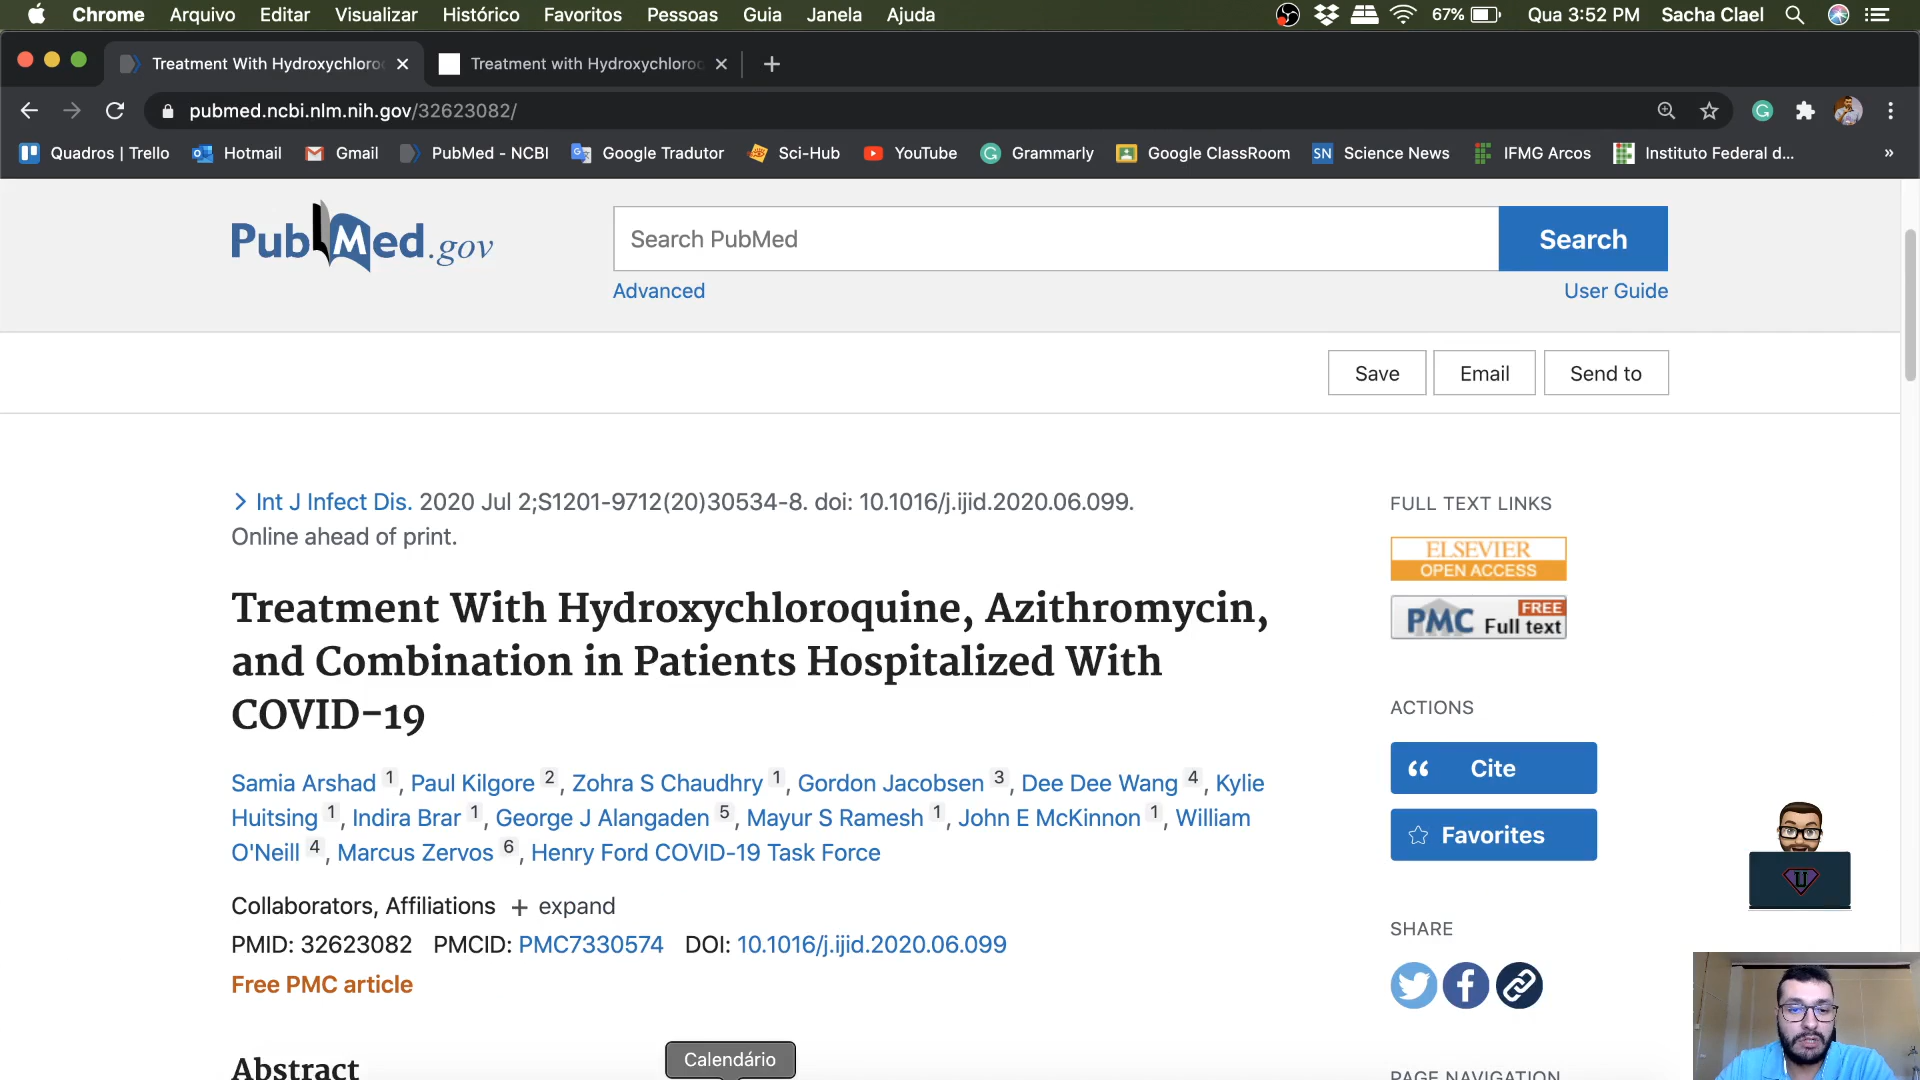 Chrome Arquivo Editar Visualizar Histórico Favoritos Pessoas Guia Janela Ajuda 67% Qua 3:52 PM Sacha Clael
Treatment With Hydroxychloro Treatment with Hydroxychloroc
pubmed.ncbi.nlm.nih.gov/32623082/
Quadros | Trello Hotmail Gmail PubMed - NCBI Google Tradutor Sci-Hub YouTube Grammarly Google ClassRoom SN Science News IFMG Arcos Instituto Federal d... »
PubMed.gov
Search PubMed
Search
Advanced
User Guide
Save Email Send to
Int J Infect Dis. 2020 Jul 2;S1201-9712(20)30534-8. doi: 10.1016/j.ijid.2020.06.099.
Online ahead of print.
Treatment With Hydroxychloroquine, Azithromycin,
and Combination in Patients Hospitalized With
COVID-19
Samia Arshad 1, Paul Kilgore 2, Zohra S Chaudhry 1, Gordon Jacobsen 3, Dee Dee Wang 4, Kylie
Huitsing 1, Indira Brar 1, George J Alangaden 5, Mayur S Ramesh 1, John E McKinnon 1, William
O'Neill 4, Marcus Zervos 6, Henry Ford COVID-19 Task Force
Collaborators, Affiliations + expand
PMID: 32623082 PMCID: PMC7330574 DOI: 10.1016/j.ijid.2020.06.099
Free PMC article
Abstract
Calendário
FULL TEXT LINKS
ELSEVIER
OPEN ACCESS
PMC FREE
Full text
ACTIONS
Cite
Favorites
SHARE
U
PAGE NAVIGATION